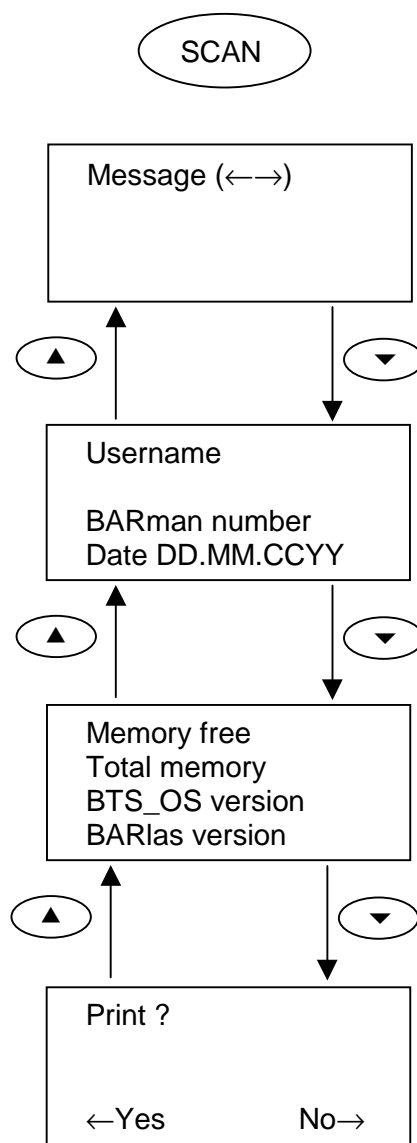 SCAN
Message (←→)
▲ ▼
Username
BARman number
Date DD.MM.CCYY
▲ ▼
Memory free
Total memory
BTS_OS version
BARlas version
▲ ▼
Print ?
←Yes No→